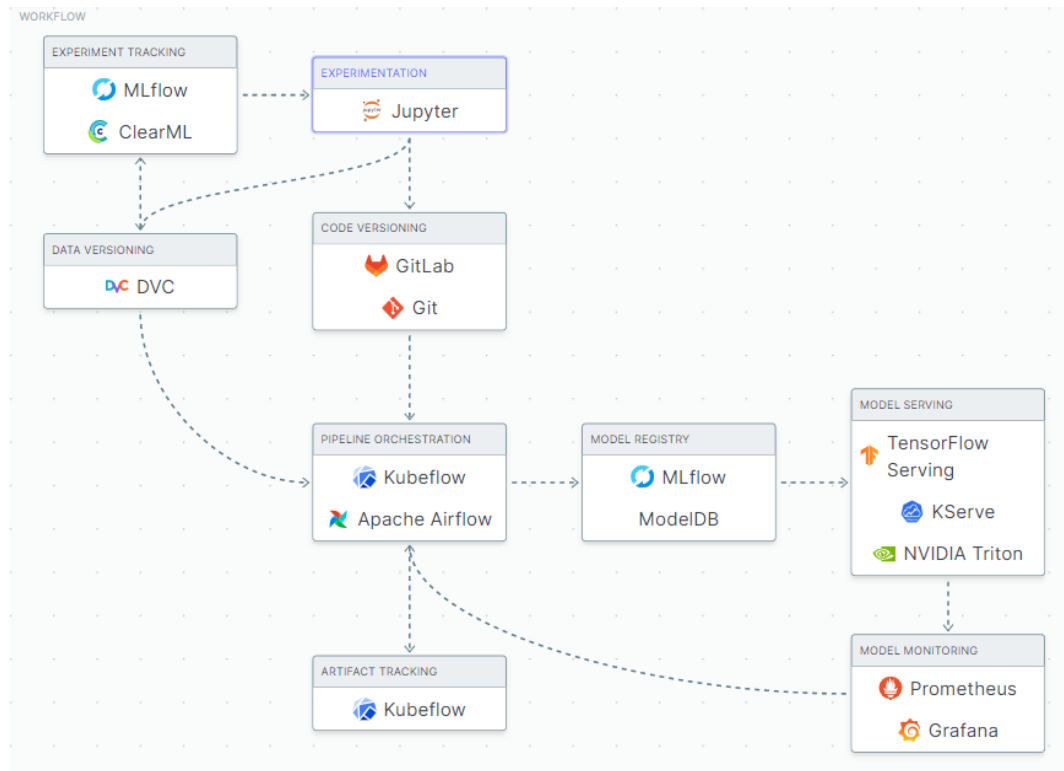 WORKFLOW
EXPERIMENT TRACKING
MLflow
ClearML
EXPERIMENTATION
Jupyter
DATA VERSIONING
DVC DVC
CODE VERSIONING
GitLab
Git
PIPELINE ORCHESTRATION
Kubeflow
Apache Airflow
MODEL REGISTRY
MLflow
ModelDB
MODEL SERVING
TensorFlow
Serving
KServe
NVIDIA Triton
ARTIFACT TRACKING
Kubeflow
MODEL MONITORING
Prometheus
Grafana